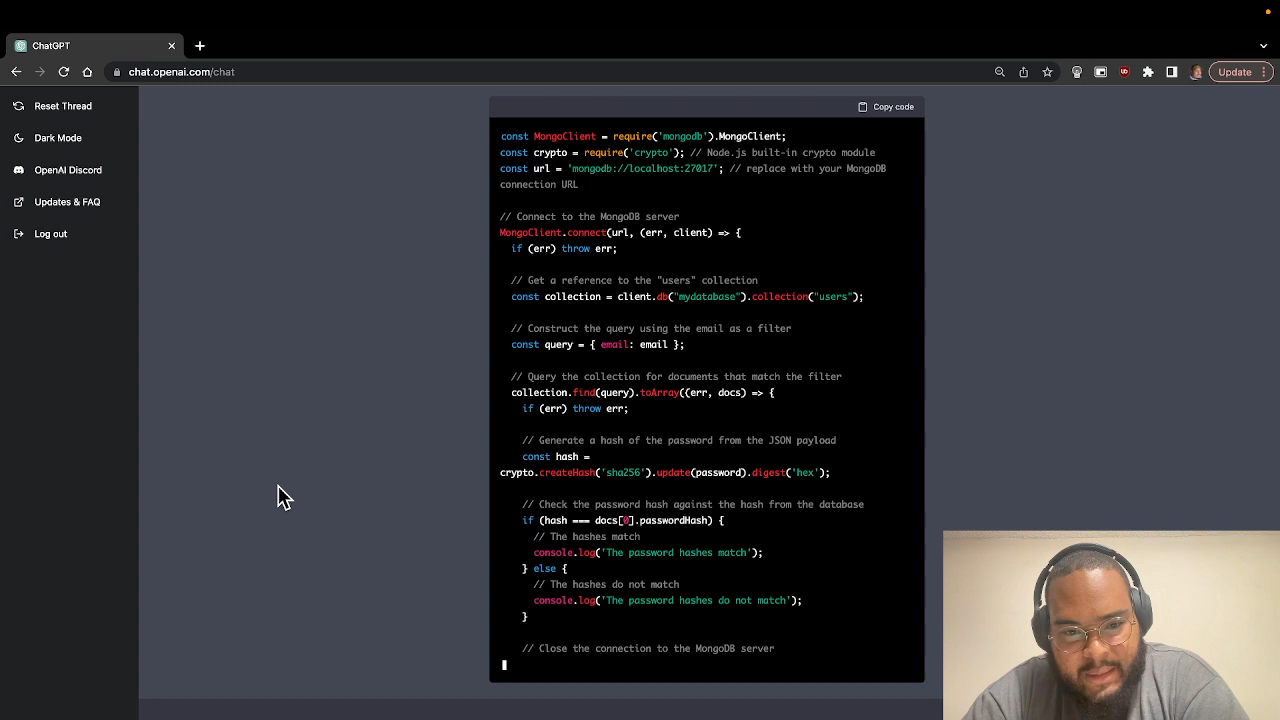 ChatGPT
chat.openai.com/chat
Update
Reset Thread
Dark Mode
OpenAI Discord
Updates & FAQ
Log out
Copy code
const MongoClient = require('mongodb').MongoClient;
const crypto = require('crypto'); // Node.js built-in crypto module
const url = 'mongodb://localhost:27017'; // replace with your MongoDB
connection URL
// Connect to the MongoDB server
MongoClient.connect(url, (err, client) => {
if (err) throw err;
// Get a reference to the "users" collection
const collection = client.db("mydatabase").collection("users");
// Construct the query using the email as a filter
const query = { email: email };
// Query the collection for documents that match the filter
collection.find(query).toArray((err, docs) => {
if (err) throw err;
// Generate a hash of the password from the JSON payload
const hash =
crypto.createHash('sha256').update(password).digest('hex');
// Check the password hash against the hash from the database
if (hash === docs[0].passwordHash) {
// The hashes match
console.log('The password hashes match');
} else {
// The hashes do not match
console.log('The password hashes do not match');
}
// Close the connection to the MongoDB server